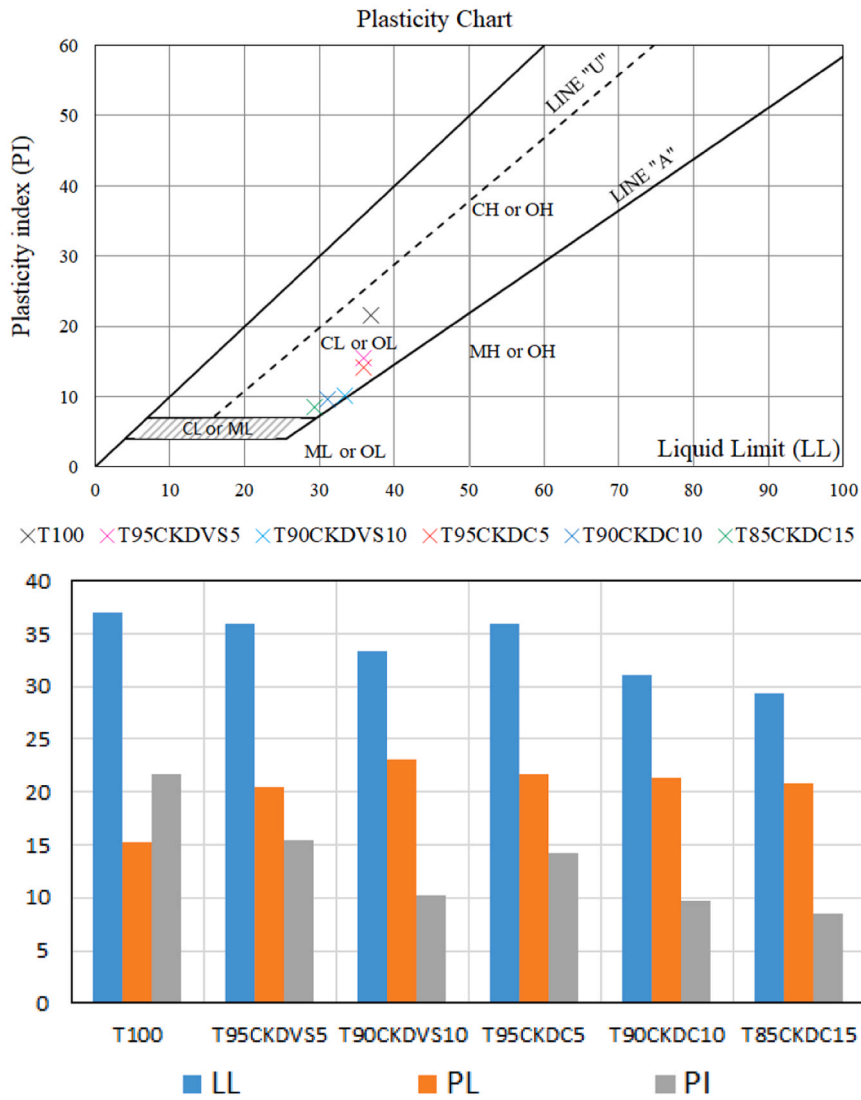 Plasticity Chart
60
50
40
30
20
10
0
Plasticity index (PI)
LINE "U"
LINE "A"
CH or OH
CL or OL
MH or OH
CL or ML
ML or OL
Liquid Limit (LL)
0 10 20 30 40 50 60 70 80 90 100
T100 T95CKDVS5 T90CKDVS10 T95CKDC5 T90CKDC10 T85CKDC15
40
35
30
25
20
15
10
5
0
T100 T95CKDVS5 T90CKDVS10 T95CKDC5 T90CKDC10 T85CKDC15
LL PL PI